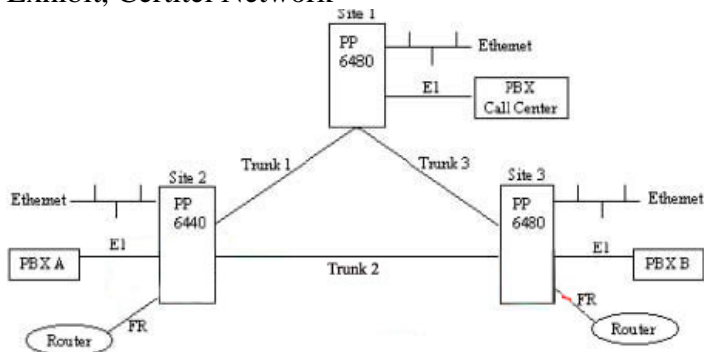 Exhibit, Certitel Network
Site 1
PP
6480
Ethernet
E1
PBX
Call Center
Trunk 1
Trunk 3
Site 2
PP
6440
Ethernet
E1
PBX A
FR
Router
Trunk 2
Site 3
PP
6480
Ethernet
E1
PBX B
FR
Router